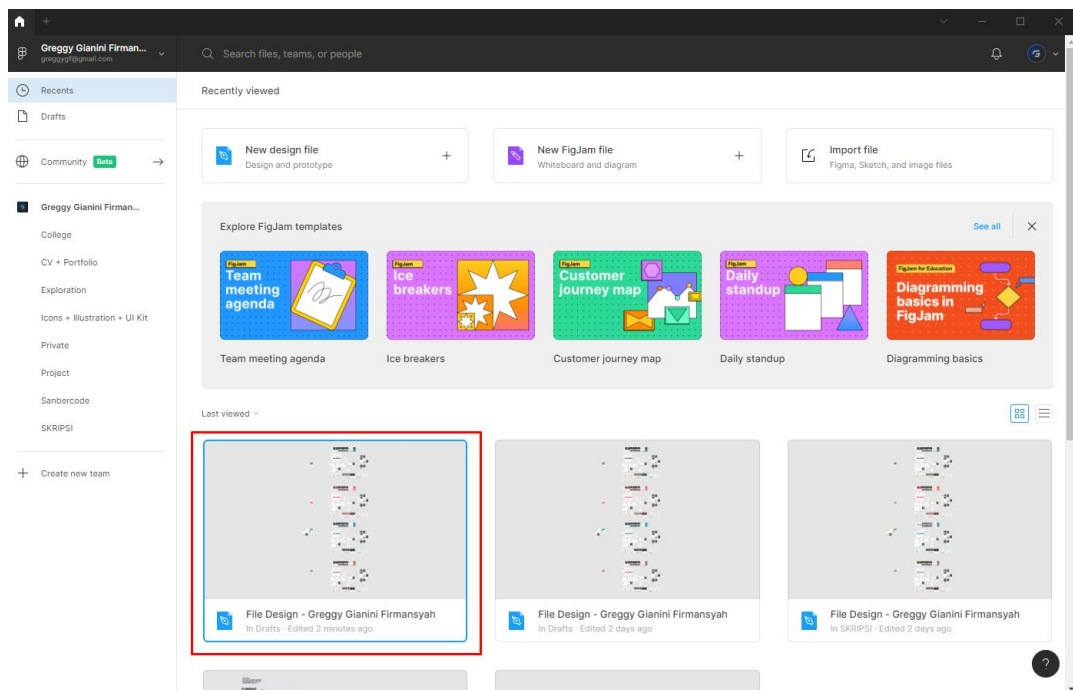 Greggy Gianini Firman...
greggygf@gmail.com
Search files, teams, or people
Recents
Drafts
Community Beta
Greggy Gianini Firman...
College
CV + Portfolio
Exploration
Icons + Illustration + UI Kit
Private
Project
Sanbercode
SKRIPSI
Create new team
Recently viewed
New design file
Design and prototype
New FigJam file
Whiteboard and diagram
Import file
Figma, Sketch, and image files
Explore FigJam templates
See all
FigJam
Team
meeting
agenda
Team meeting agenda
FigJam
Ice
breakers
Ice breakers
FigJam
Customer
journey map
Customer journey map
FigJam
Daily
standup
Daily standup
FigJam for Education
Diagramming
basics in
FigJam
Diagramming basics
Last viewed
File Design - Greggy Gianini Firmansyah
In Drafts · Edited 2 minutes ago
File Design - Greggy Gianini Firmansyah
In Drafts · Edited 2 days ago
File Design - Greggy Gianini Firmansyah
In SKRIPSI · Edited 2 days ago
?